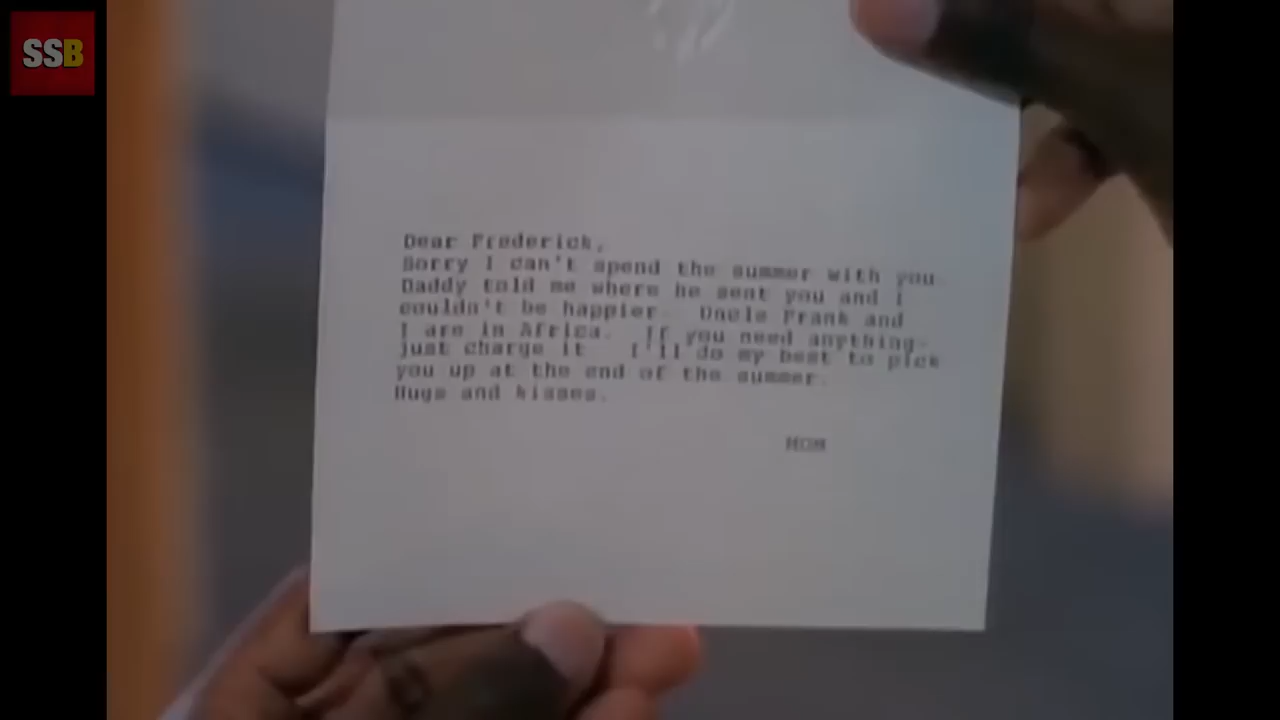 SSB
Dear Frederick,
Sorry I can't spend the summer with you
Daddy told me where he sent you and I
couldn't be happier. Uncle Frank and
I are in Africa. If you need anything-
just charge it I'll do my best to pick
you up at the end of the summer.
Hugs and kisses.
MOM